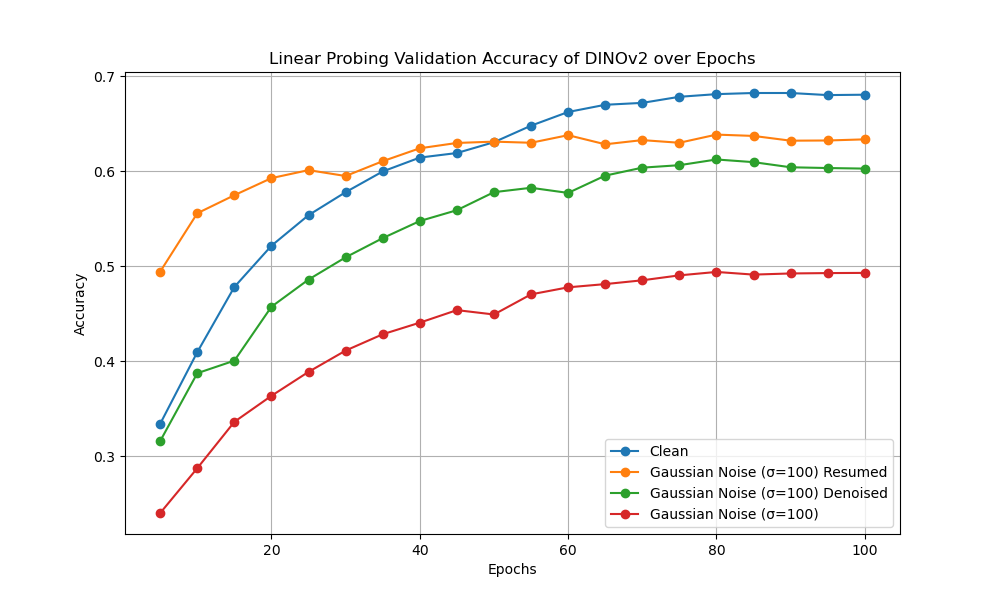 Linear Probing Validation Accuracy of DINOv2 over Epochs
0.7
0.6
0.5
0.4
0.3
Accuracy
20 40 60 80 100
Epochs
Clean
Gaussian Noise (σ=100) Resumed
Gaussian Noise (σ=100) Denoised
Gaussian Noise (σ=100)